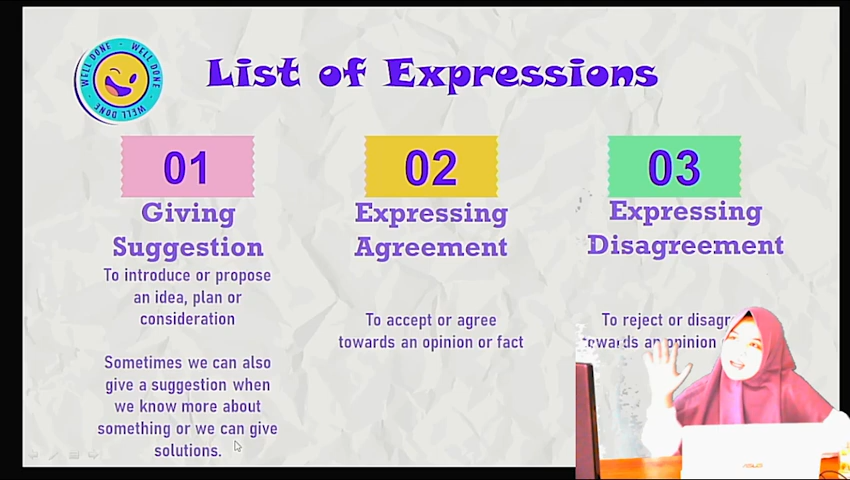 WELL DONE · WELL DONE · WELL DONE ·
List of Expressions
01
Giving
Suggestion
To introduce or propose
an idea, plan or
consideration
Sometimes we can also
give a suggestion when
we know more about
something or we can give
solutions.
02
Expressing
Agreement
To accept or agree
towards an opinion or fact
03
Expressing
Disagreement
To reject or
towards an opinion
ASUS